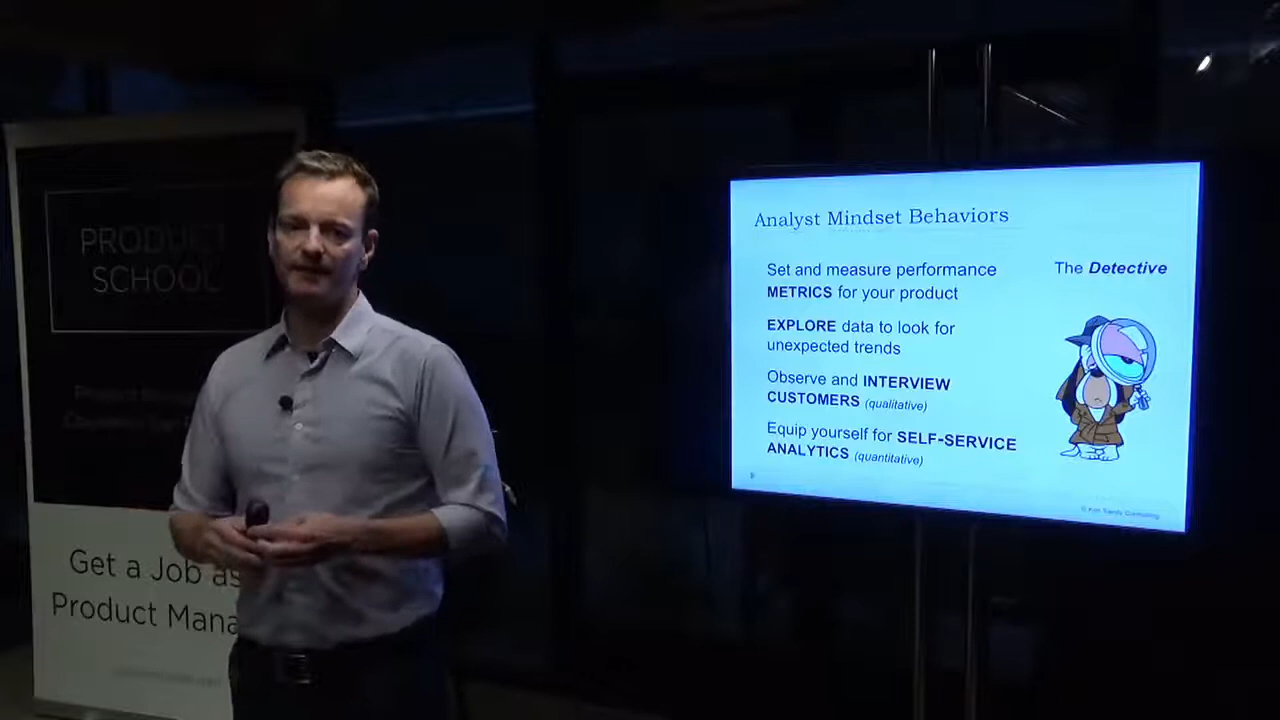 PRODUCT
SCHOOL
Get a Job as
Product Mana
Analyst Mindset Behaviors
Set and measure performance
METRICS for your product
EXPLORE data to look for
unexpected trends
Observe and INTERVIEW
CUSTOMERS (qualitative)
Equip yourself for SELF-SERVICE
ANALYTICS (quantitative)
The Detective